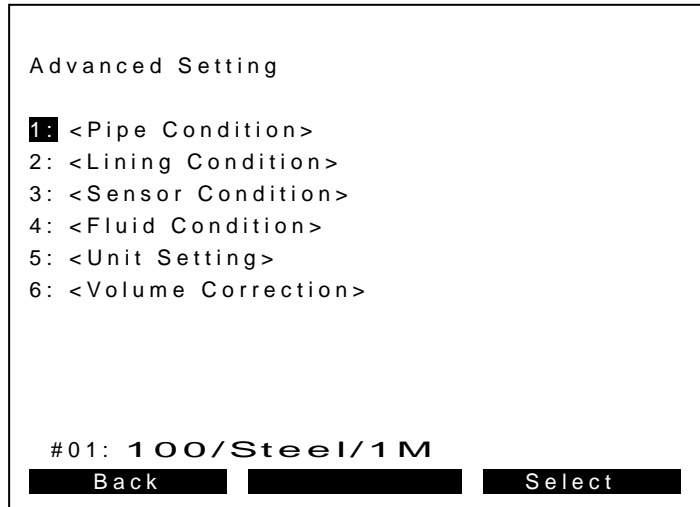 Advanced Setting
1: <Pipe Condition>
2: <Lining Condition>
3: <Sensor Condition>
4: <Fluid Condition>
5: <Unit Setting>
6: <Volume Correction>
#01: 100/Steel/1M
Back Select